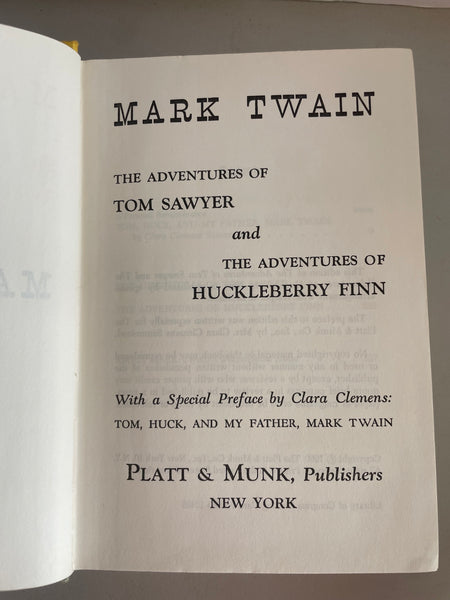 MARK TWAIN
THE ADVENTURES OF
TOM SAWYER
and
THE ADVENTURES OF
HUCKLEBERRY FINN
With a Special Preface by Clara Clemens:
TOM, HUCK, AND MY FATHER, MARK TWAIN
PLATT & MUNK, Publishers
NEW YORK